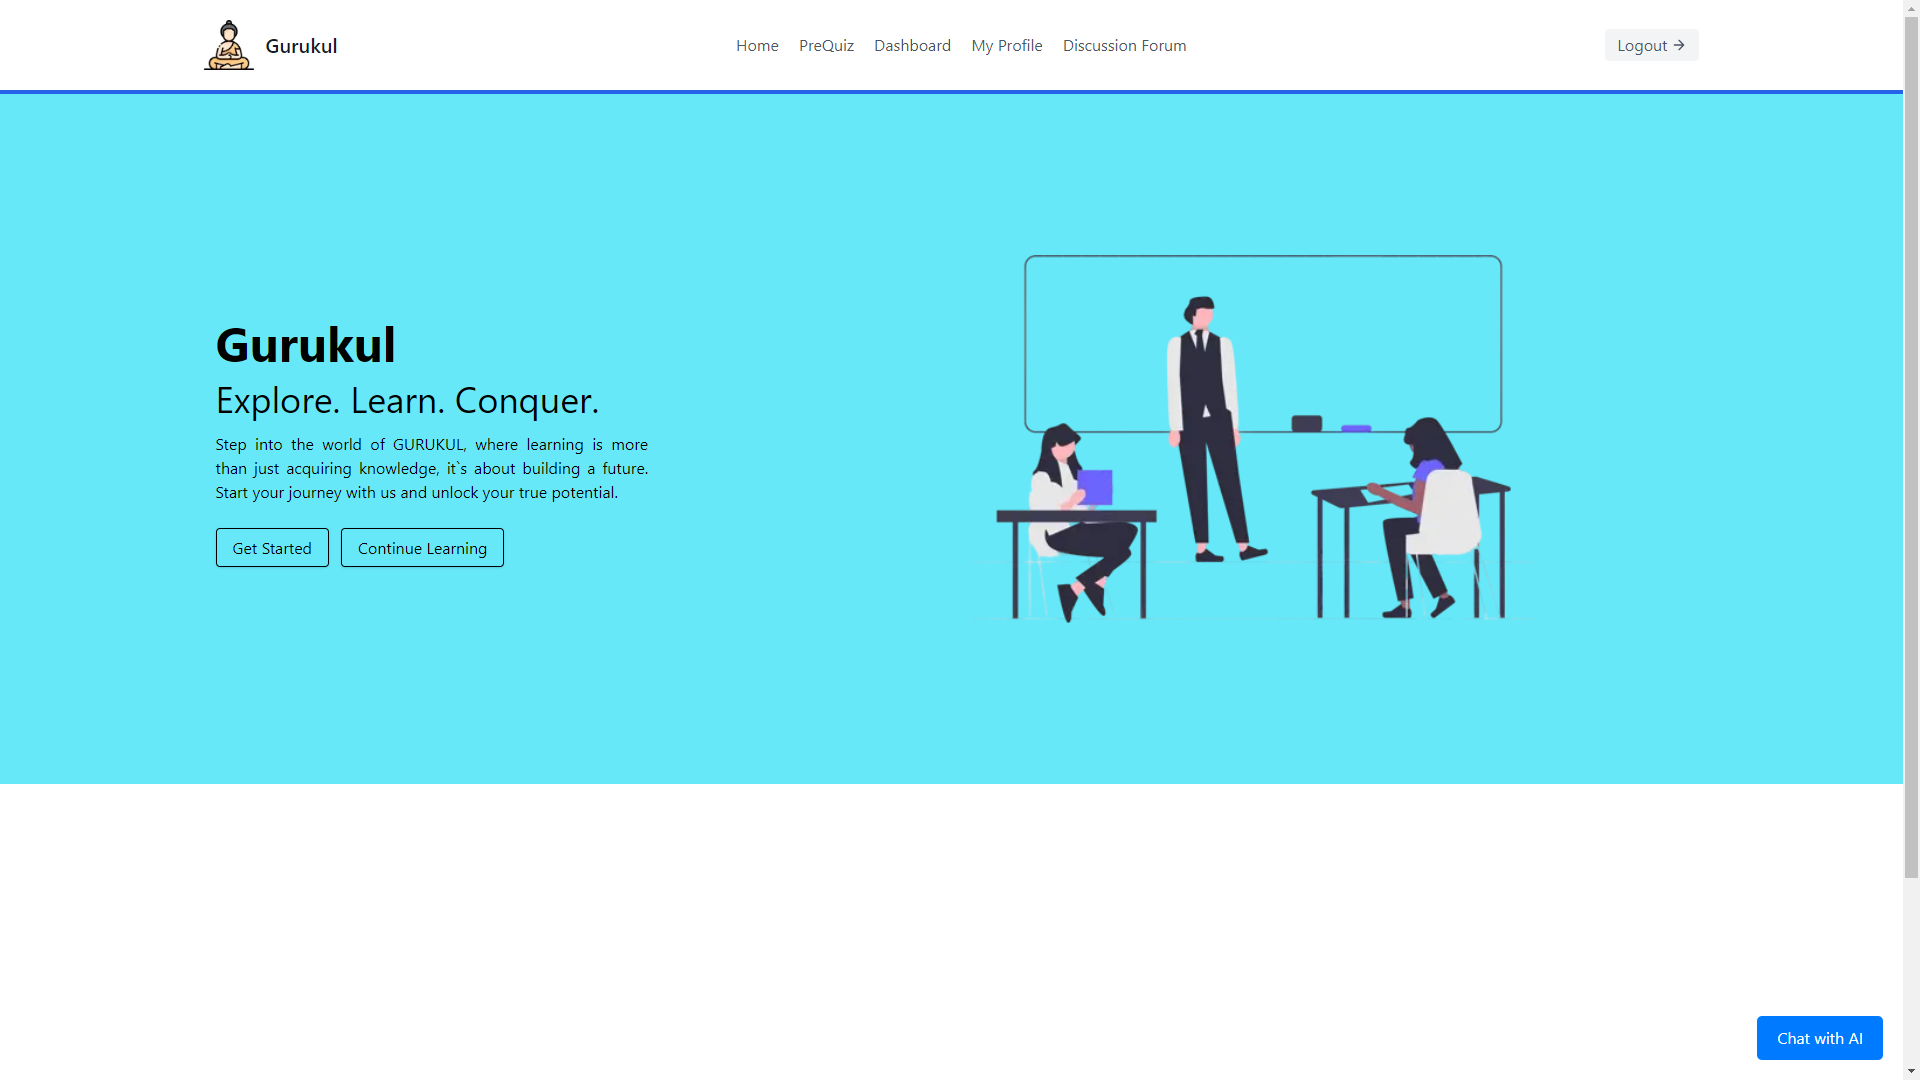 Gurukul
Home PreQuiz Dashboard My Profile Discussion Forum
Logout →
Gurukul
Explore. Learn. Conquer.
Step into the world of GURUKUL, where learning is more
than just acquiring knowledge, it`s about building a future.
Start your journey with us and unlock your true potential.
Get Started Continue Learning
Chat with AI